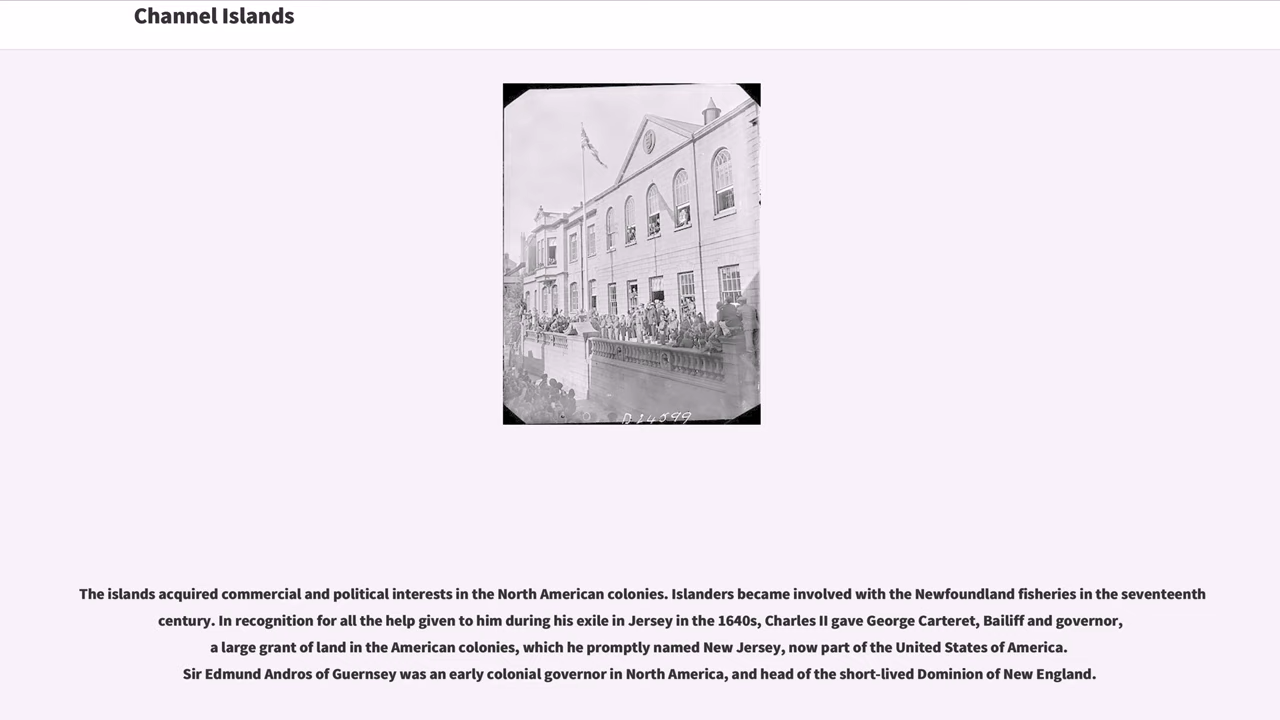 Channel Islands
D 24599
The islands acquired commercial and political interests in the North American colonies. Islanders became involved with the Newfoundland fisheries in the seventeenth
century. In recognition for all the help given to him during his exile in Jersey in the 1640s, Charles II gave George Carteret, Bailiff and governor,
a large grant of land in the American colonies, which he promptly named New Jersey, now part of the United States of America.
Sir Edmund Andros of Guernsey was an early colonial governor in North America, and head of the short-lived Dominion of New England.